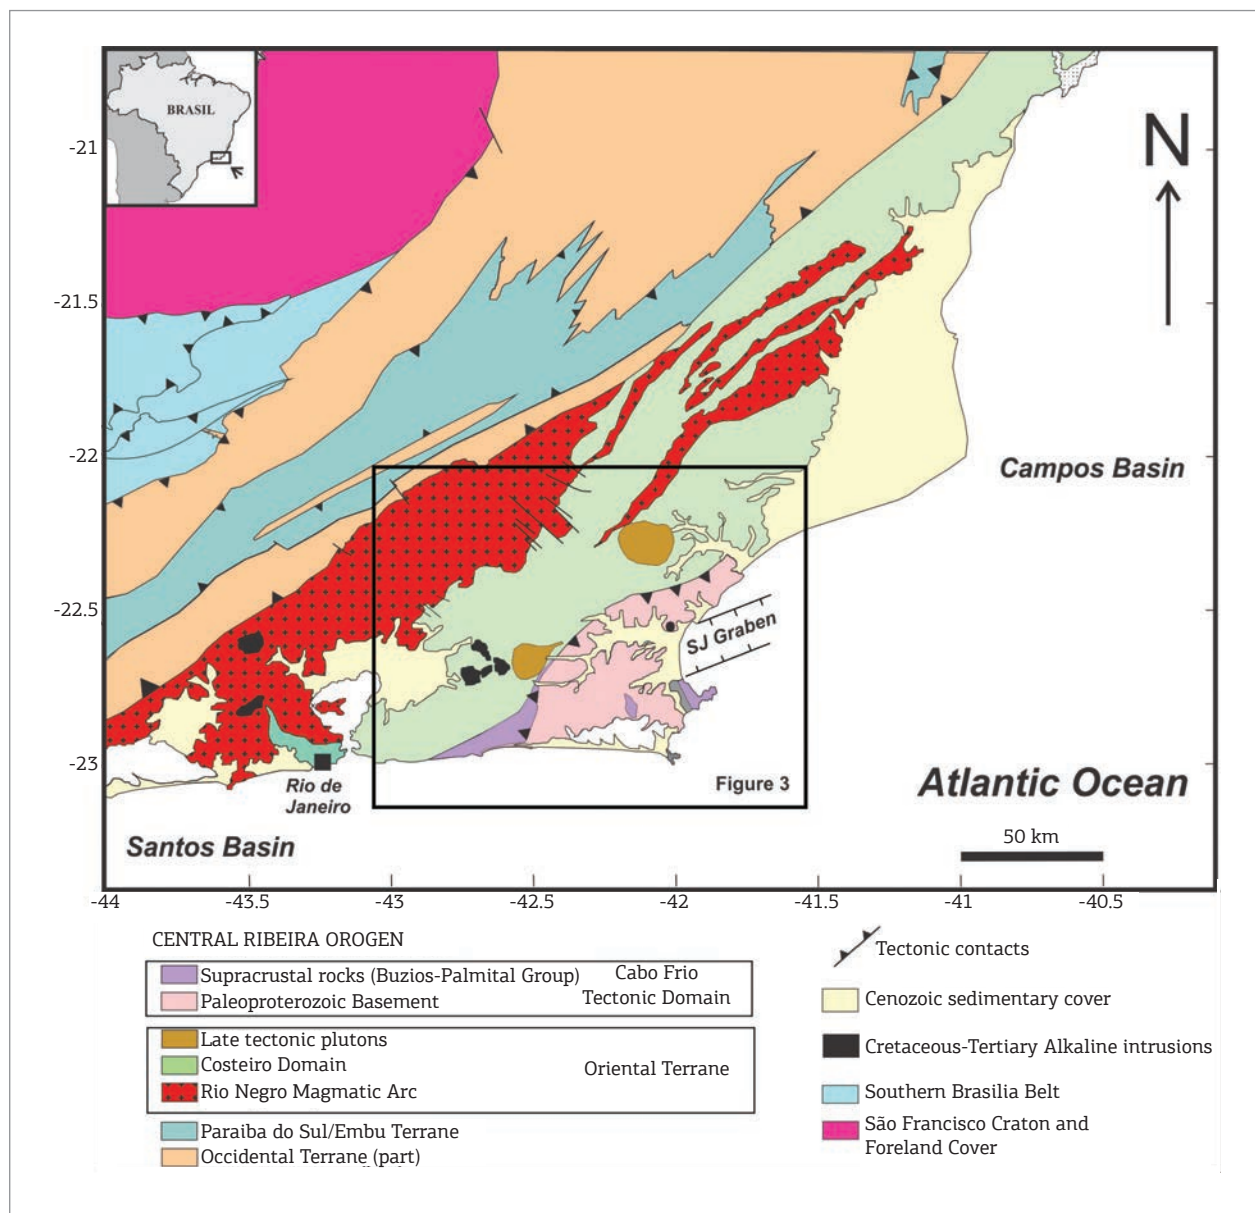 BRASIL
N
-21
-21.5
-22
-22.5
-23
Campos Basin
SJ Graben
Rio de
Janeiro
Figure 3
Atlantic Ocean
Santos Basin
50 km
-44
-43.5
-43
-42.5
-42
-41.5
-41
-40.5
CENTRAL RIBEIRA OROGEN
Supracrustal rocks (Buzios-Palmital Group)
Paleoproterozoic Basement
Cabo Frio
Tectonic Domain
Late tectonic plutons
Costeiro Domain
Rio Negro Magmatic Arc
Oriental Terrane
Paraiba do Sul/Embu Terrane
Occidental Terrane (part)
Tectonic contacts
Cenozoic sedimentary cover
Cretaceous-Tertiary Alkaline intrusions
Southern Brasilia Belt
São Francisco Craton and
Foreland Cover